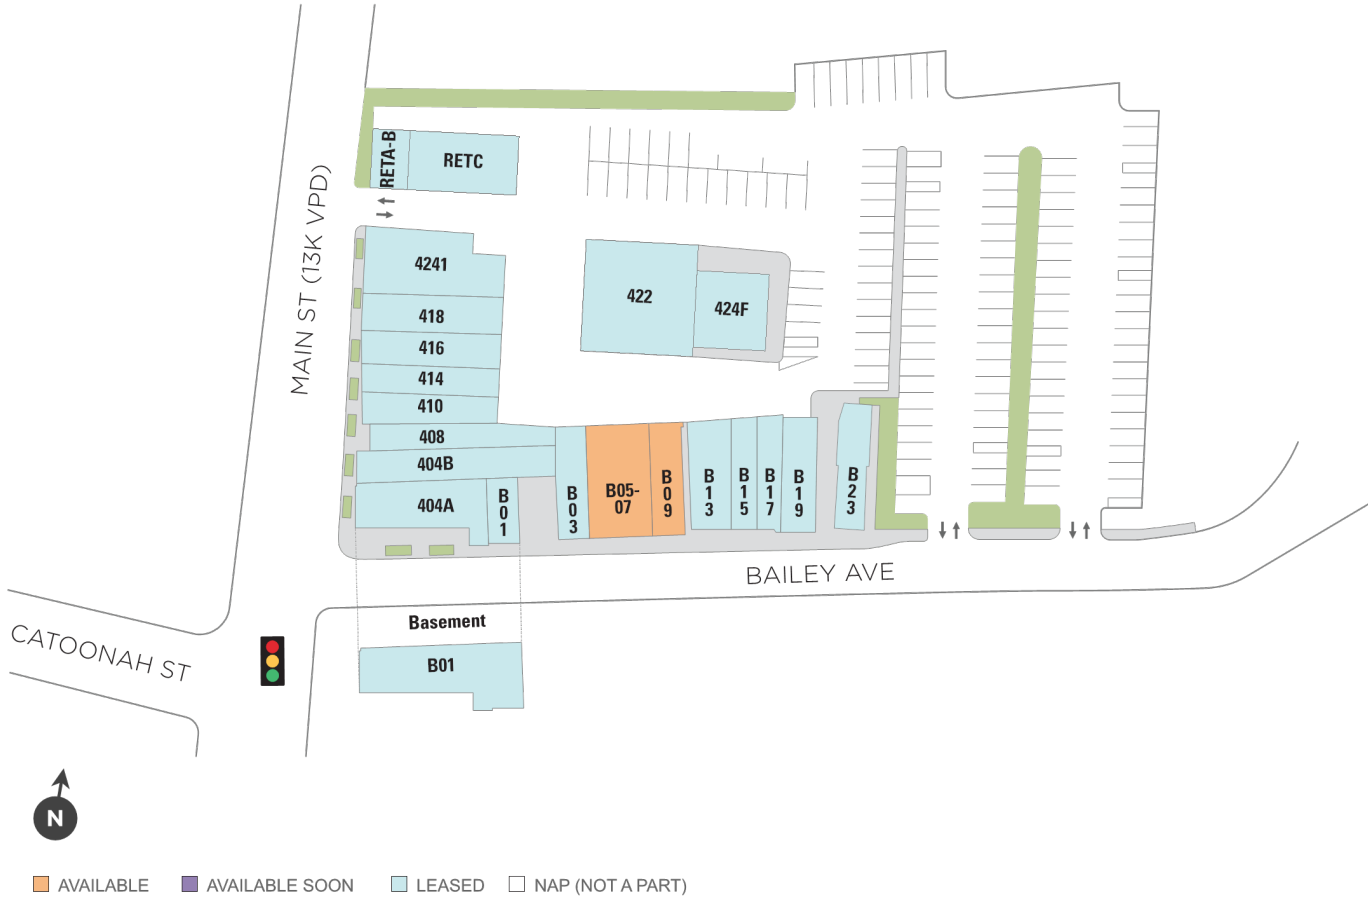 RETA-B
RETC
MAIN ST (13K VPD)
4241
418
416
414
410
408
404B
404A
B01
422
424F
B03
B05-
07
B09
B13
B15
B17
B19
B23
BAILEY AVE
CATOONAH ST
Basement
B01
N
AVAILABLE
AVAILABLE SOON
LEASED
NAP (NOT A PART)